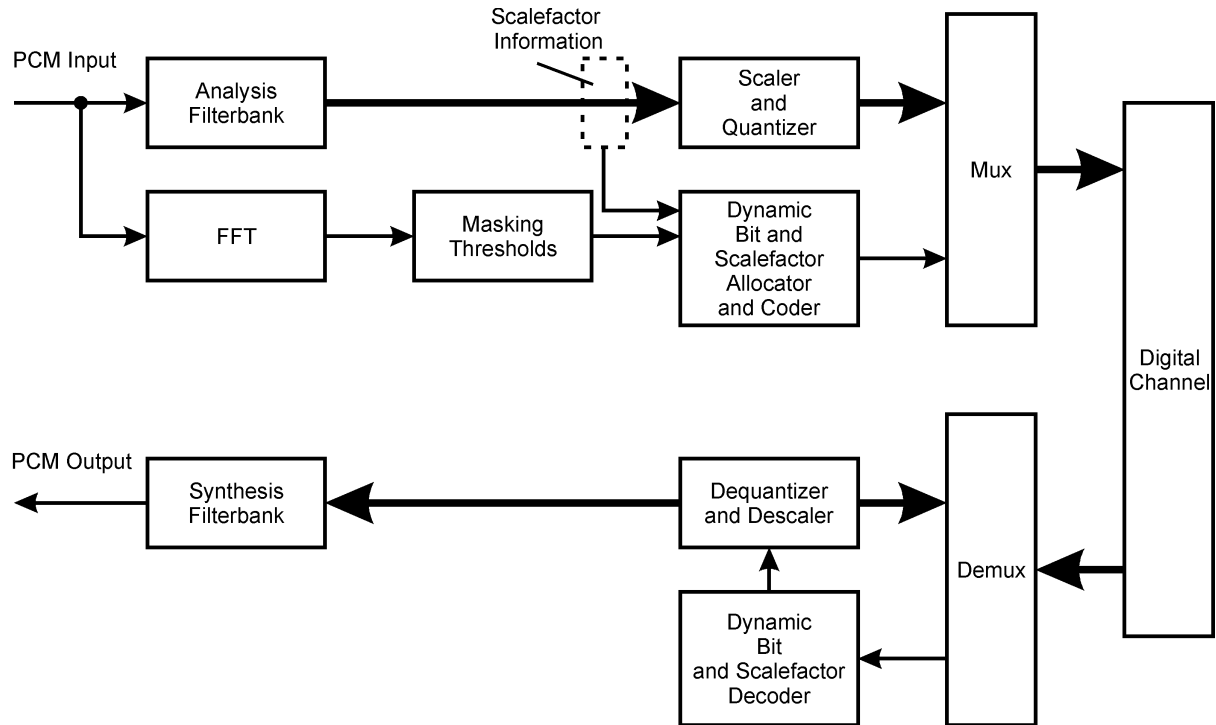 Scalefactor
Information
PCM Input
Analysis
Filterbank
Scaler
and
Quantizer
Mux
FFT
Masking
Thresholds
Dynamic
Bit and
Scalefactor
Allocator
and Coder
Digital
Channel
PCM Output
Synthesis
Filterbank
Dequantizer
and Descaler
Demux
Dynamic
Bit
and Scalefactor
Decoder